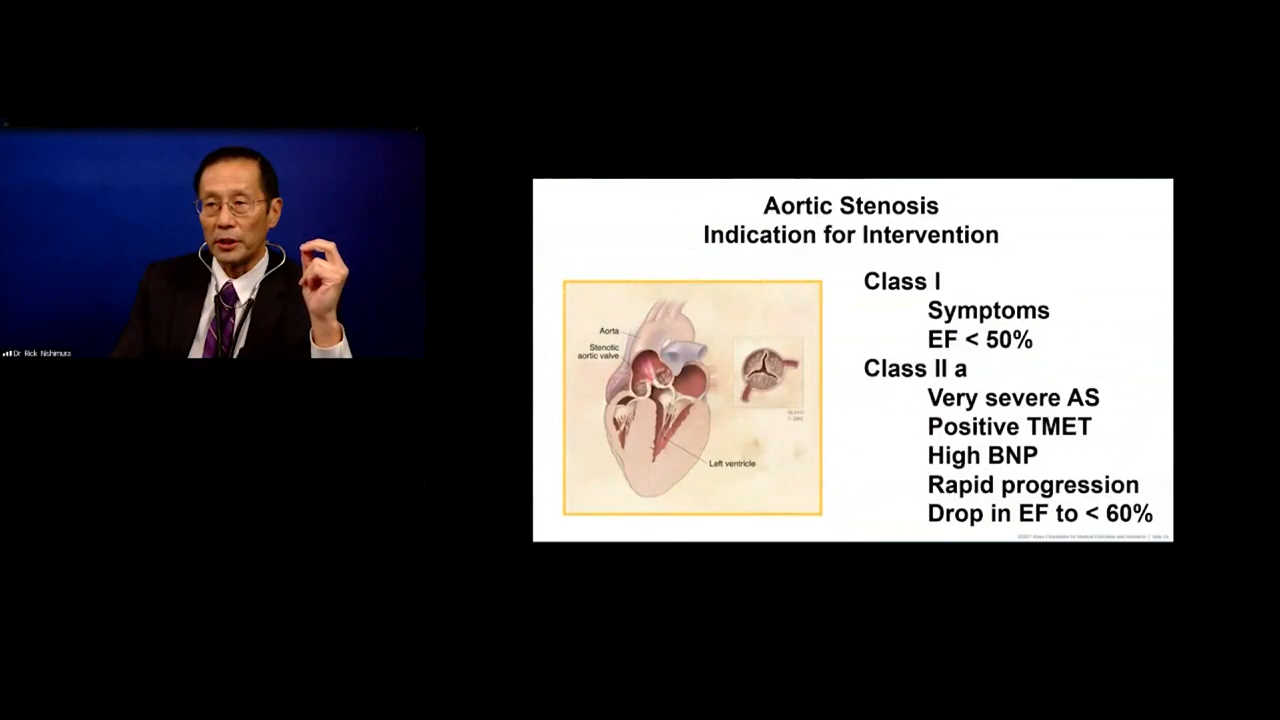 Dr Rick Nishimura
Aortic Stenosis
Indication for Intervention
Aorta
Stenotic
aortic valve
Left ventricle
Class I
Symptoms
EF < 50%
Class II a
Very severe AS
Positive TMET
High BNP
Rapid progression
Drop in EF to < 60%